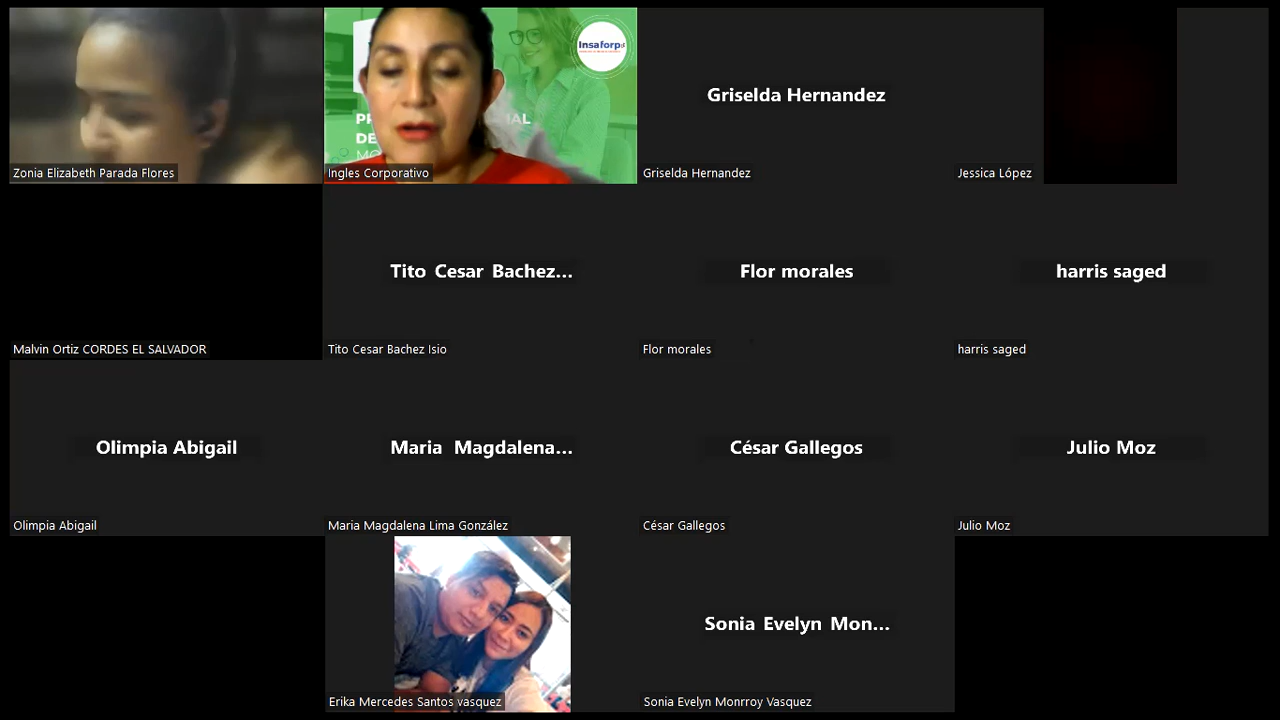 Insaforp
IAL
DE
Zonia Elizabeth Parada Flores
Ingles Corporativo
Griselda Hernandez
Griselda Hernandez
Jessica López
Malvin Ortiz CORDES EL SALVADOR
Tito Cesar Bachez...
Tito Cesar Bachez Isio
Flor morales
Flor morales
harris saged
harris saged
Olimpia Abigail
Olimpia Abigail
Maria Magdalena...
Maria Magdalena Lima González
César Gallegos
César Gallegos
Julio Moz
Julio Moz
Erika Mercedes Santos vasquez
Sonia Evelyn Mon...
Sonia Evelyn Monrroy Vasquez